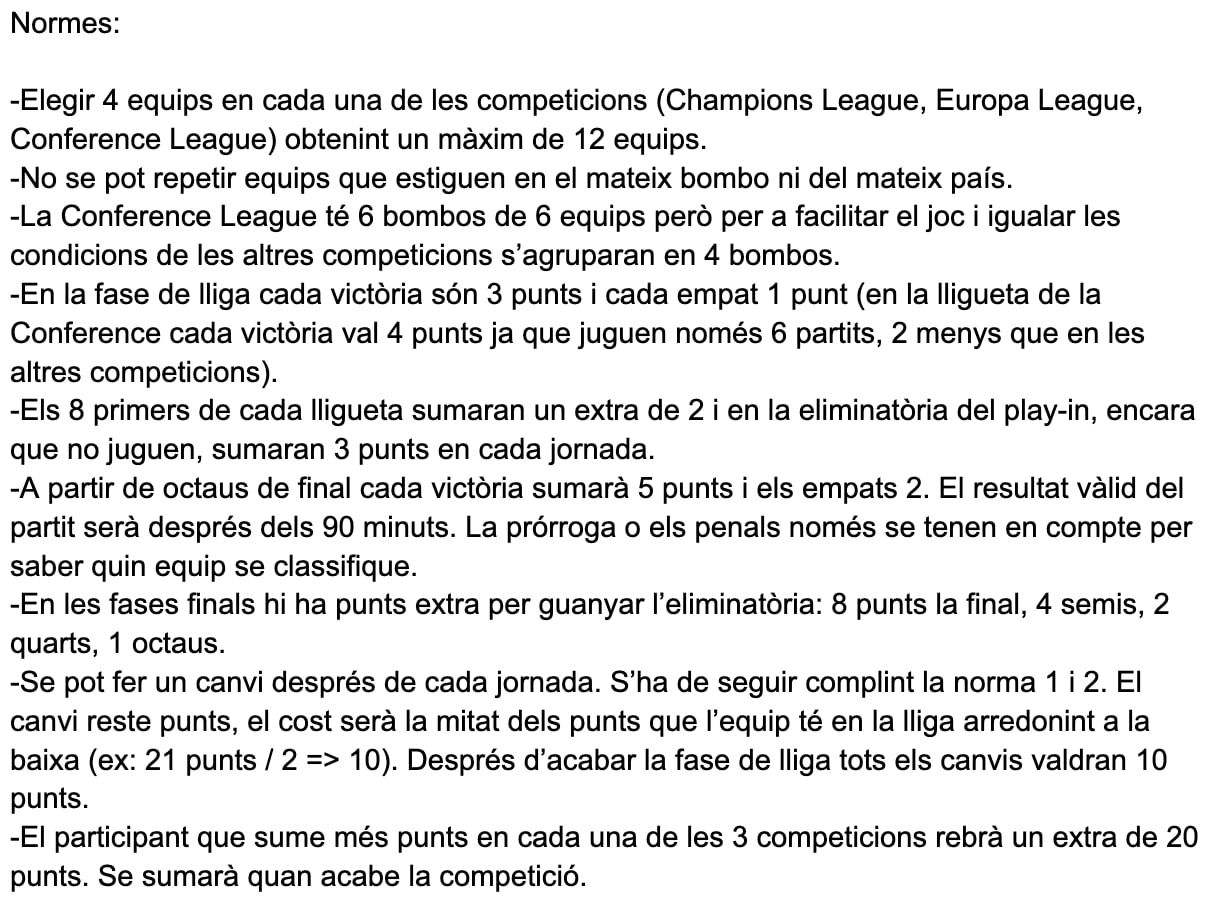 Normes:
-Elegir 4 equips en cada una de les competicions (Champions League, Europa League,
Conference League) obtenint un màxim de 12 equips.
-No se pot repetir equips que estiguen en el mateix bombo ni del mateix país.
-La Conference League té 6 bombos de 6 equips però per a facilitar el joc i igualar les
condicions de les altres competicions s’agruparan en 4 bombos.
-En la fase de lliga cada victòria són 3 punts i cada empat 1 punt (en la lligueta de la
Conference cada victòria val 4 punts ja que juguen només 6 partits, 2 menys que en les
altres competicions).
-Els 8 primers de cada lligueta sumaran un extra de 2 i en la eliminatòria del play-in, encara
que no juguen, sumaran 3 punts en cada jornada.
-A partir de octaus de final cada victòria sumarà 5 punts i els empats 2. El resultat vàlid del
partit serà després dels 90 minuts. La prórroga o els penals només se tenen en compte per
saber quin equip se classifique.
-En les fases finals hi ha punts extra per guanyar l’eliminatòria: 8 punts la final, 4 semis, 2
quarts, 1 octaus.
-Se pot fer un canvi després de cada jornada. S’ha de seguir complint la norma 1 i 2. El
canvi reste punts, el cost serà la mitat dels punts que l’equip té en la lliga arredonint a la
baixa (ex: 21 punts / 2 => 10). Després d’acabar la fase de lliga tots els canvis valdran 10
punts.
-El participant que sume més punts en cada una de les 3 competicions rebrà un extra de 20
punts. Se sumarà quan acabe la competició.